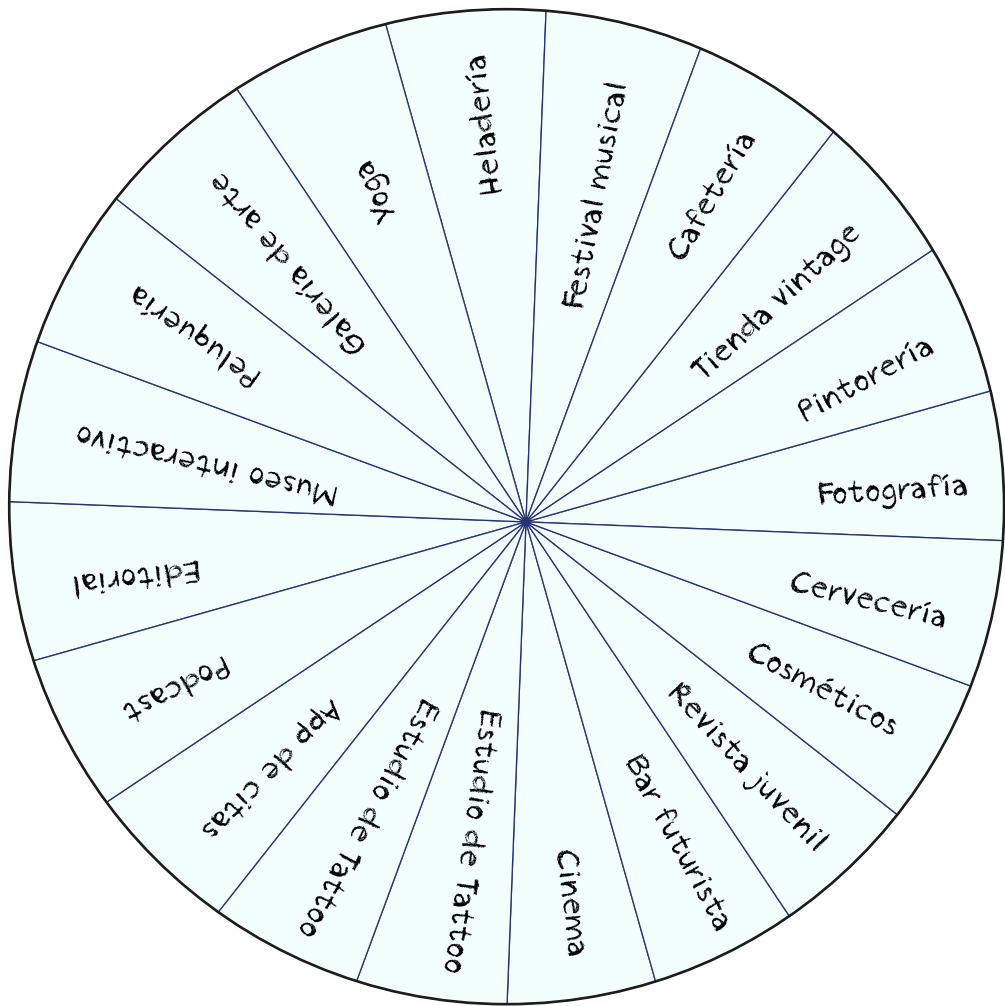 Heladería
Festival musical
Cafetería
Tienda vintage
Pintorería
Fotografía
Cervecería
Cosméticos
Revista juvenil
Bar futurista
Cinema
Estudio de Tattoo
Estudio de Tattoo
App de citas
Podcast
Editorial
Museo interactivo
Peluquería
Galería de arte
Yoga